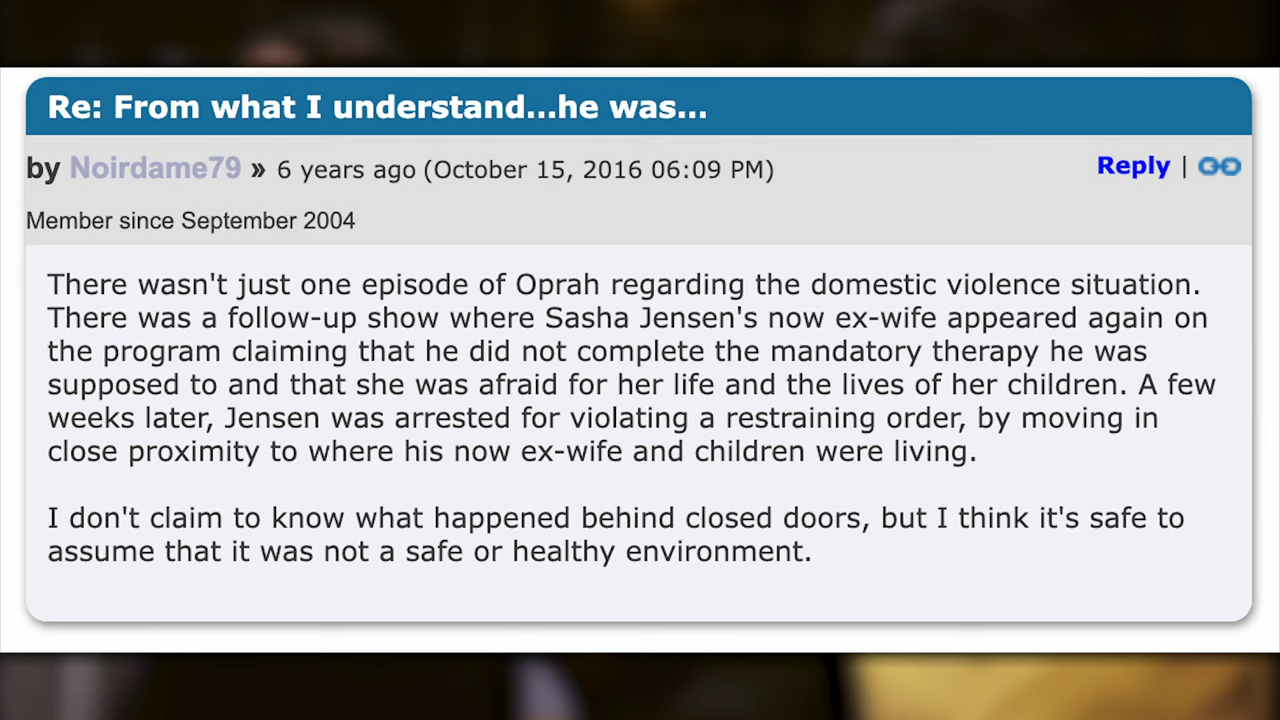 Re: From what I understand...he was...
by Noirdame79 » 6 years ago (October 15, 2016 06:09 PM)
Reply |
Member since September 2004
There wasn't just one episode of Oprah regarding the domestic violence situation.
There was a follow-up show where Sasha Jensen's now ex-wife appeared again on
the program claiming that he did not complete the mandatory therapy he was
supposed to and that she was afraid for her life and the lives of her children. A few
weeks later, Jensen was arrested for violating a restraining order, by moving in
close proximity to where his now ex-wife and children were living.
I don't claim to know what happened behind closed doors, but I think it's safe to
assume that it was not a safe or healthy environment.